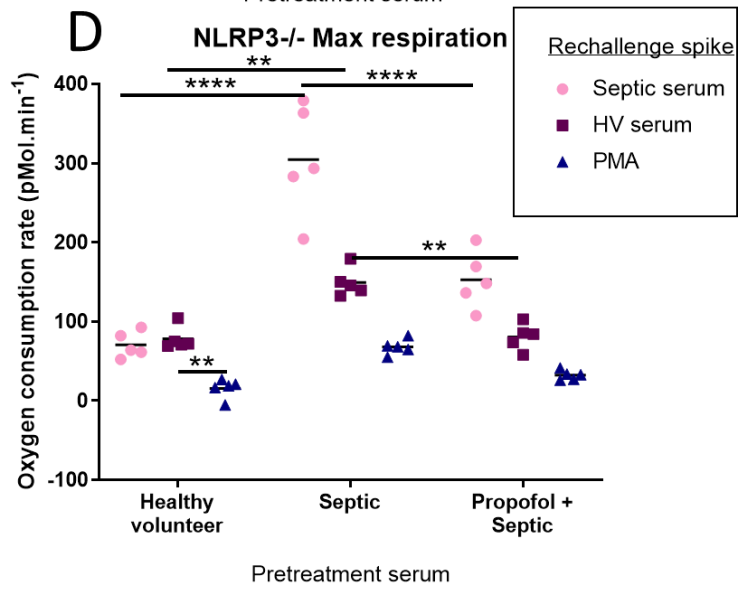 Pretreatment serum
D
NLRP3-/- Max respiration
Rechallenge spike
Septic serum
HV serum
PMA
Oxygen consumption rate (pMol.min-1)
400
300
200
100
0
-100
**
****
****
**
**
Healthy
volunteer
Septic
Propofol +
Septic
Pretreatment serum